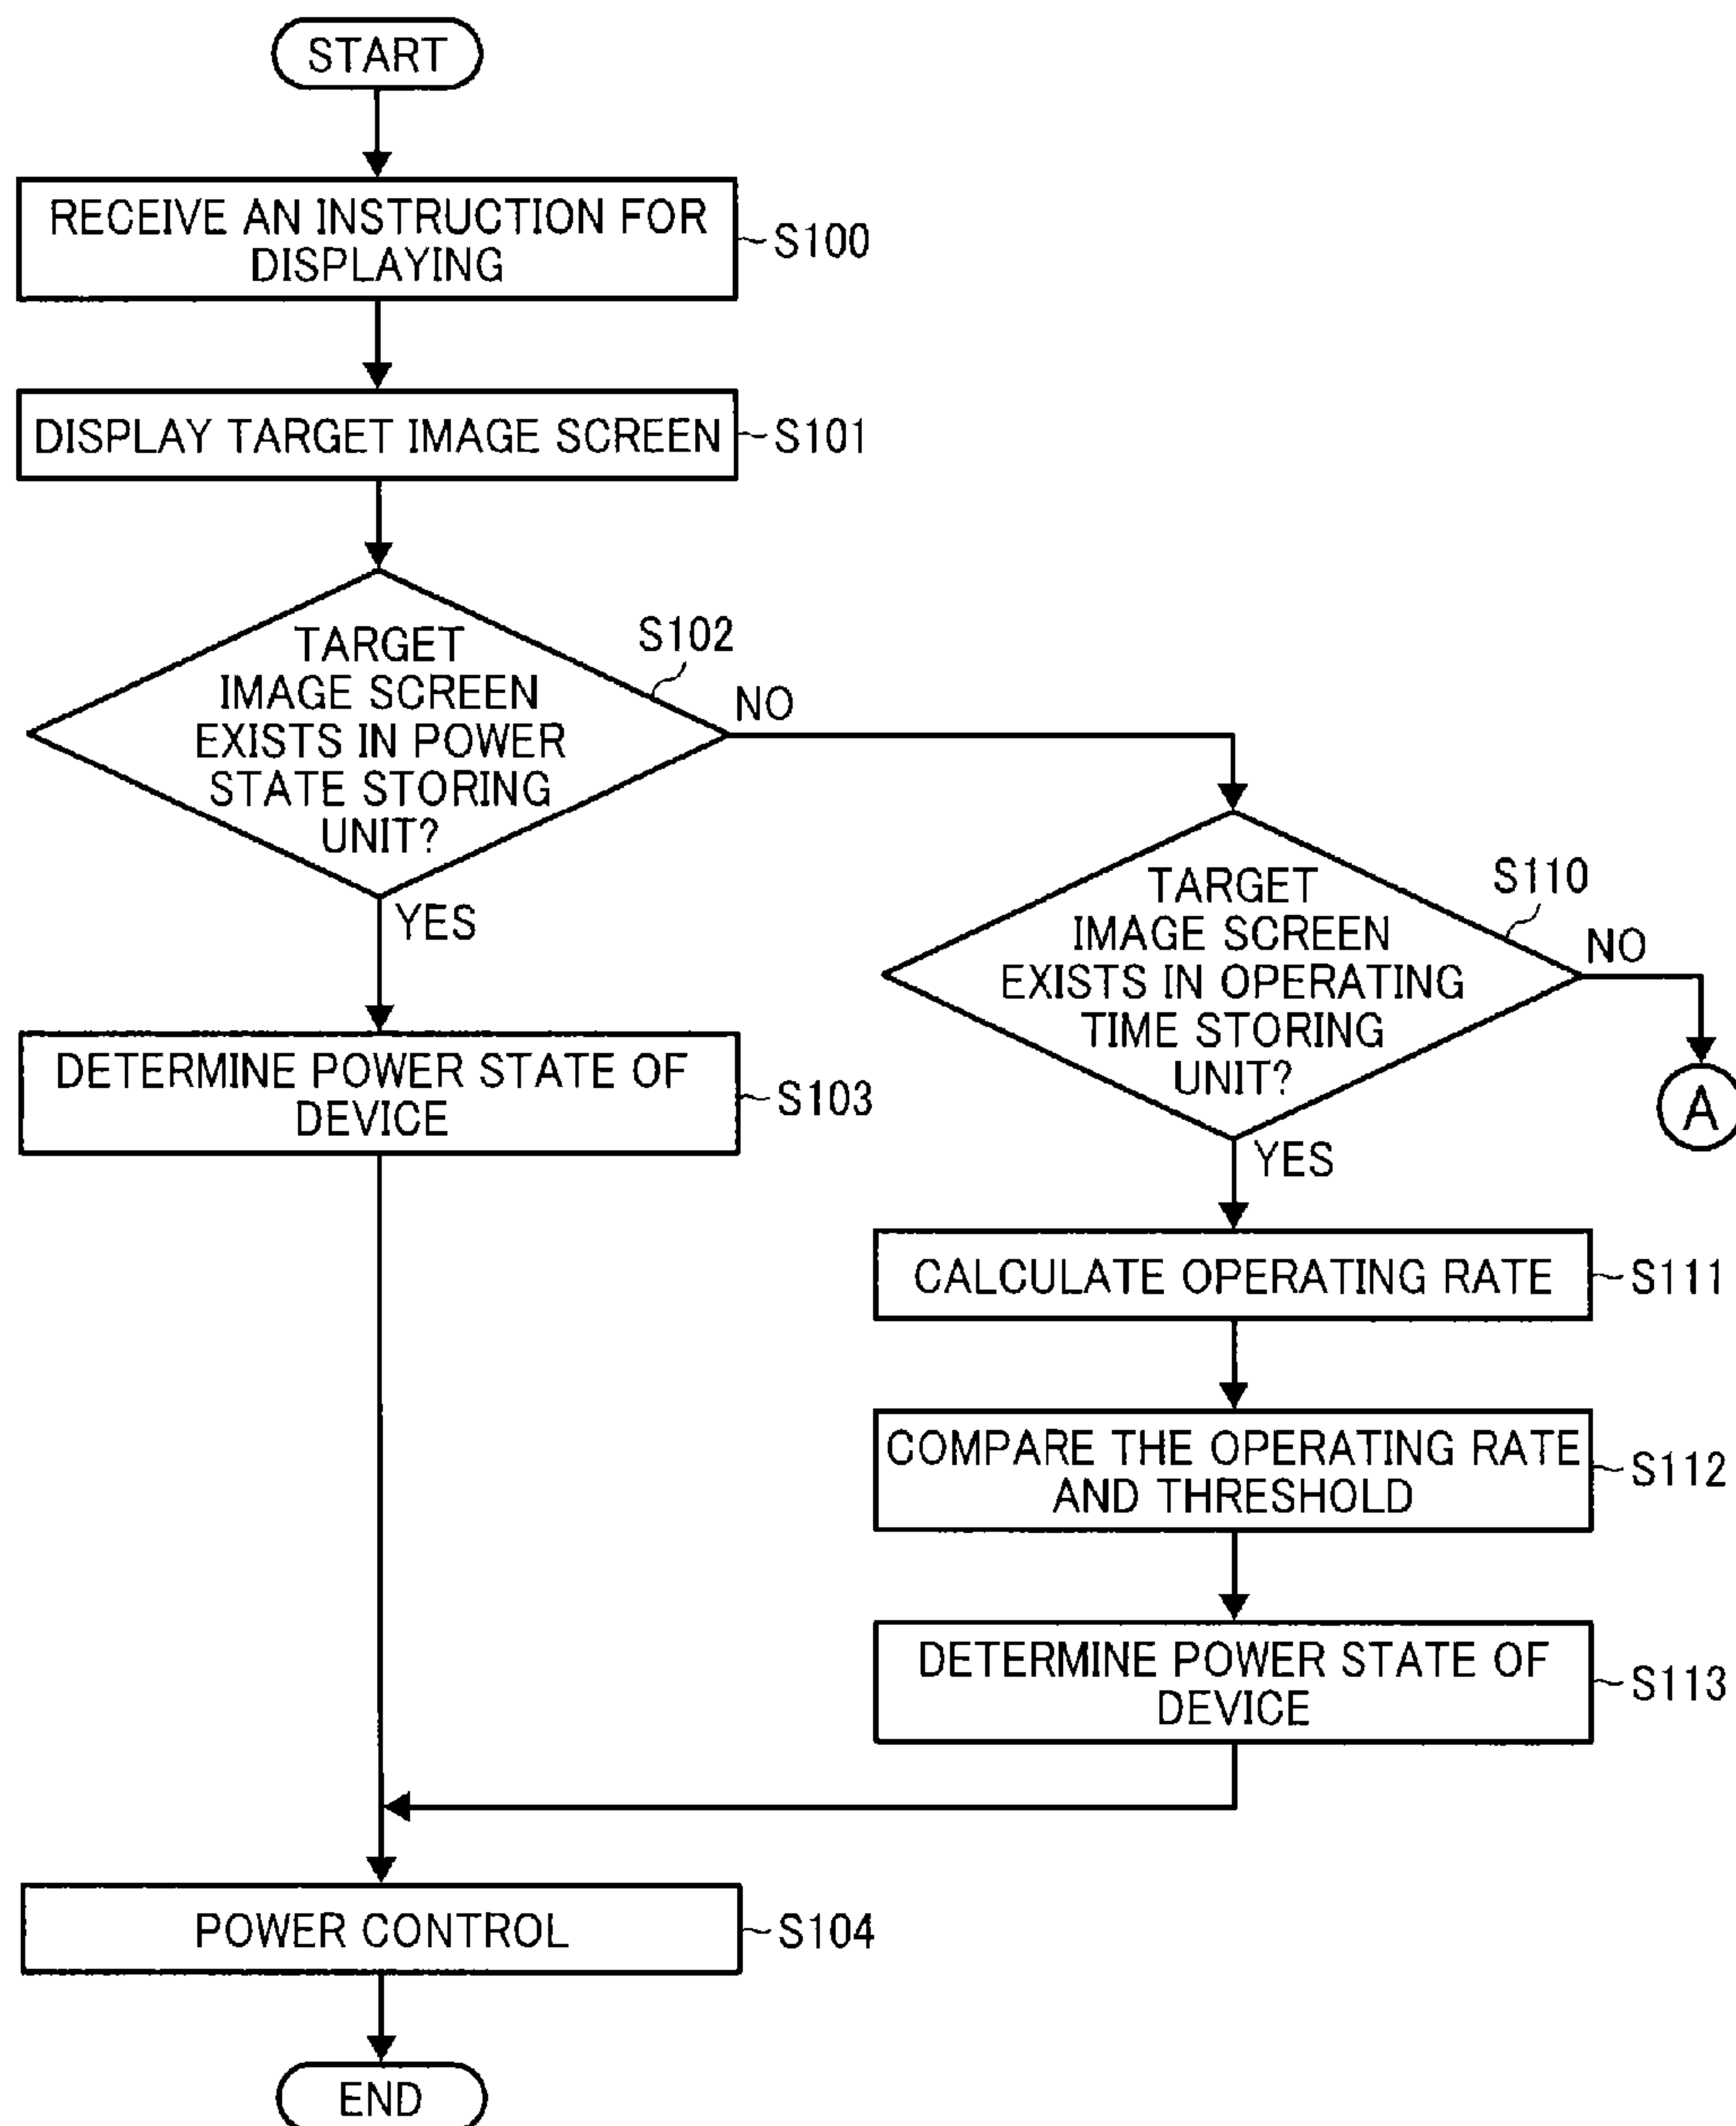 START
RECEIVE AN INSTRUCTION FOR
DISPLAYING
S100
DISPLAY TARGET IMAGE SCREEN
S101
TARGET
IMAGE SCREEN
EXISTS IN POWER
STATE STORING
UNIT?
S102
NO
YES
DETERMINE POWER STATE OF
DEVICE
S103
TARGET
IMAGE SCREEN
EXISTS IN OPERATING
TIME STORING
UNIT?
S110
NO
A
YES
CALCULATE OPERATING RATE
S111
COMPARE THE OPERATING RATE
AND THRESHOLD
S112
DETERMINE POWER STATE OF
DEVICE
S113
POWER CONTROL
S104
END